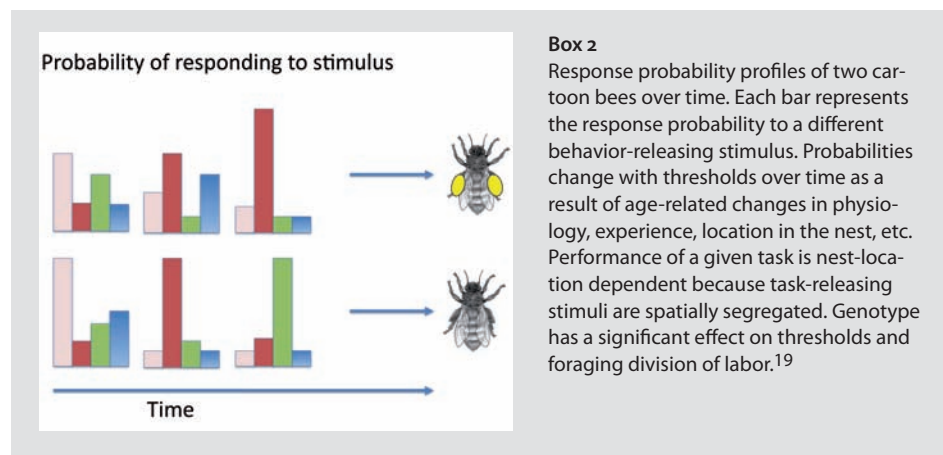 Probability of responding to stimulus
Time
Box 2
Response probability profiles of two car-
toon bees over time. Each bar represents
the response probability to a different
behavior-releasing stimulus. Probabilities
change with thresholds over time as a
result of age-related changes in physio-
logy, experience, location in the nest, etc.
Performance of a given task is nest-loca-
tion dependent because task-releasing
stimuli are spatially segregated. Genotype
has a significant effect on thresholds and
foraging division of labor.19